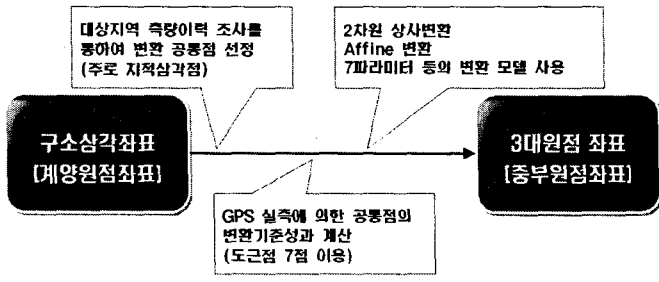 대상지역 측량이력 조사를
통하여 변환 공통점 선정
(주로 지적삼각점)
2차원 상사변환
Affine 변환
7파라미터 등의 변환 모델 사용
구소삼각좌표
(계양원점좌표)
3대원점 좌표
(중부원점좌표)
GPS 실측에 의한 공통점의
변환기준성과 계산
(도근점 7점 이용)